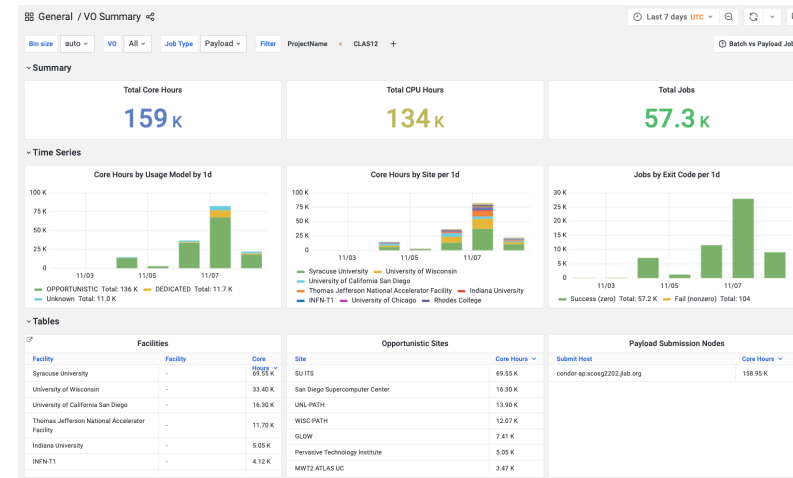 General / VO Summary
Last 7 days UTC
Bin size auto VO All Job Type Payload Filter ProjectName = CLAS12 +
Batch vs Payload Job
Summary
Total Core Hours
159 K
Total CPU Hours
134 K
Total Jobs
57.3 K
Time Series
Core Hours by Usage Model by 1d
100 K
75 K
50 K
25 K
0
11/03 11/05 11/07
OPPORTUNISTIC Total: 136 K DEDICATED Total: 11.7 K
Unknown Total: 11.0 K
Core Hours by Site per 1d
100 K
75 K
50 K
25 K
0
11/03 11/05 11/07
Syracuse University University of Wisconsin
University of California San Diego
Thomas Jefferson National Accelerator Facility Indiana University
INFN-T1 University of Chicago Rhodes College
Jobs by Exit Code per 1d
30 K
25 K
20 K
15 K
10 K
5 K
0
11/03 11/05 11/07
Success (zero) Total: 57.2 K Fail (nonzero) Total: 104
Tables
Facilities
Facility Facility Core Hours
Syracuse University - 69.55 K
University of Wisconsin - 33.40 K
University of California San Diego - 16.30 K
Thomas Jefferson National Accelerator
Facility - 11.70 K
Indiana University - 5.05 K
INFN-T1 - 4.12 K
Opportunistic Sites
Site Core Hours
SU ITS 69.55 K
San Diego Supercomputer Center 16.30 K
UNL-PATH 13.90 K
WISC-PATH 12.07 K
GLOW 7.41 K
Pervasive Technology Institute 5.05 K
MWT2 ATLAS UC 3.47 K
Payload Submission Nodes
Submit Host Core Hours
condor-ap:scosg2202.jlab.org 158.95 K